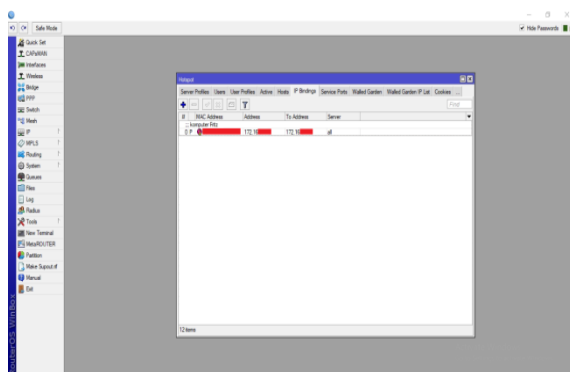 Safe Mode
Hide Passwords
Quick Set
CAPsMAN
Interfaces
Wireless
Bridge
PPP
Switch
Mesh
IP
MPLS
Routing
System
Queues
Files
Log
Radius
Tools
New Terminal
MetaROUTER
Partition
Make Supout.rif
Manual
Exit
RouterOS WinBox
Hotspot
Server Profiles Users User Profiles Active Hosts IP Bindings Service Ports Walled Garden Walled Garden IP List Cookies ...
Find
# MAC Address Address To Address Server
::: komputer Fritz
0 P 172.16 172.16 all
12 items